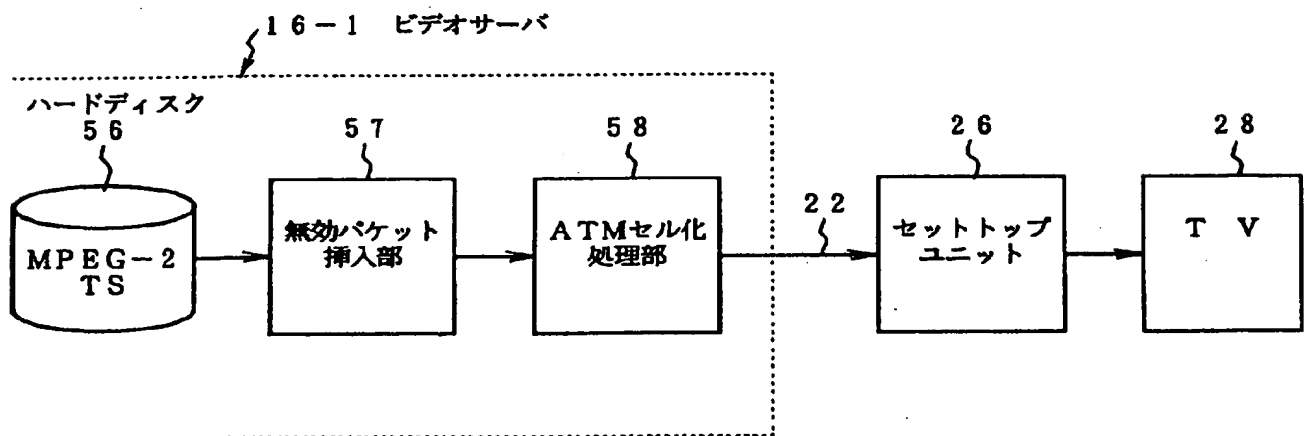 16-1 ビデオサーバ
ハードディスク
56
57
58
26
28
22
MPEG-2
TS
無効パケット
挿入部
ATMセル化
処理部
セットトップ
ユニット
T V